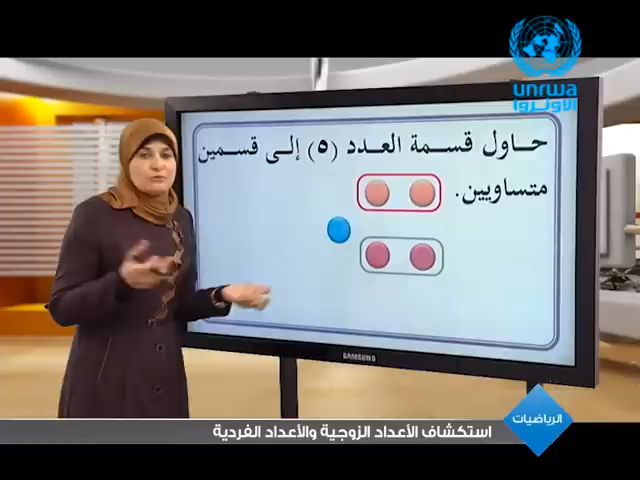 unrwa
الأونروا
حاول قسمة العدد (٥) إلى قسمين
متساويين.
SAMSUNG
الرياضيات
استكشاف الأعداد الزوجية والأعداد الفردية